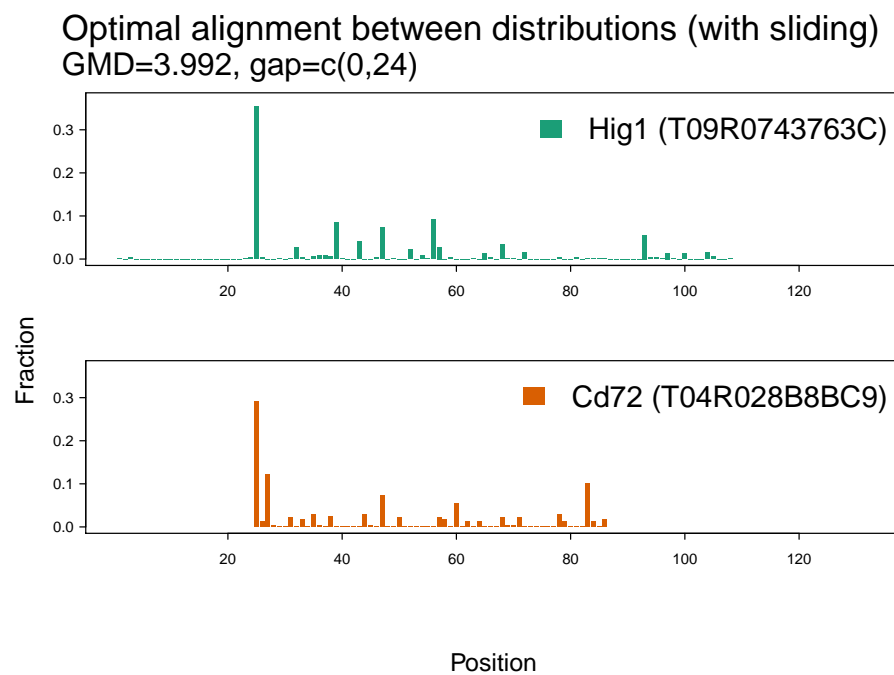 Optimal alignment between distributions (with sliding)
GMD=3.992, gap=c(0,24)
Hig1 (T09R0743763C)
0.3
0.2
0.1
0.0
20 40 60 80 100 120
Fraction
Cd72 (T04R028B8BC9)
0.3
0.2
0.1
0.0
20 40 60 80 100 120
Position